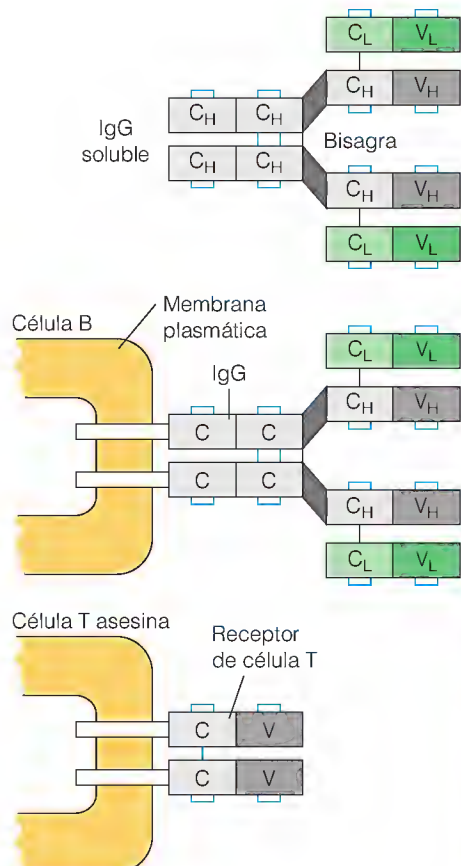 C_L V_L
C_H V_H
C_H C_H
IgG
soluble
Bisagra
C_H C_H
C_H V_H
C_L V_L
Célula B
Membrana
plasmática
IgG
C_L V_L
C_H V_H
C C
C C
C_H V_H
C_L V_L
Célula T asesina
Receptor
de célula T
C V
C V